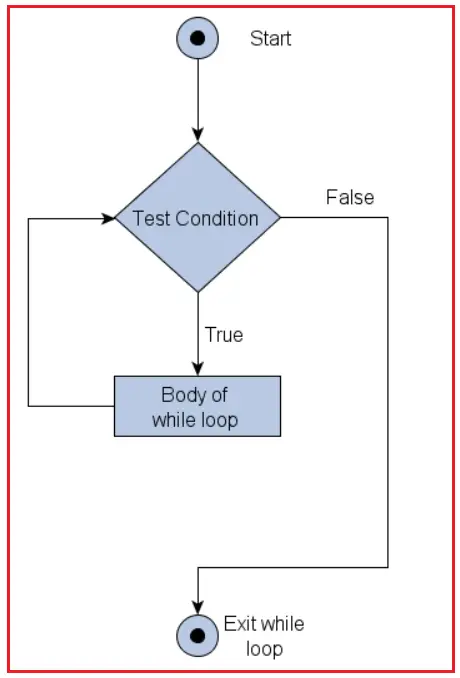 Start
Test Condition
False
True
Body of
while loop
Exit while
loop